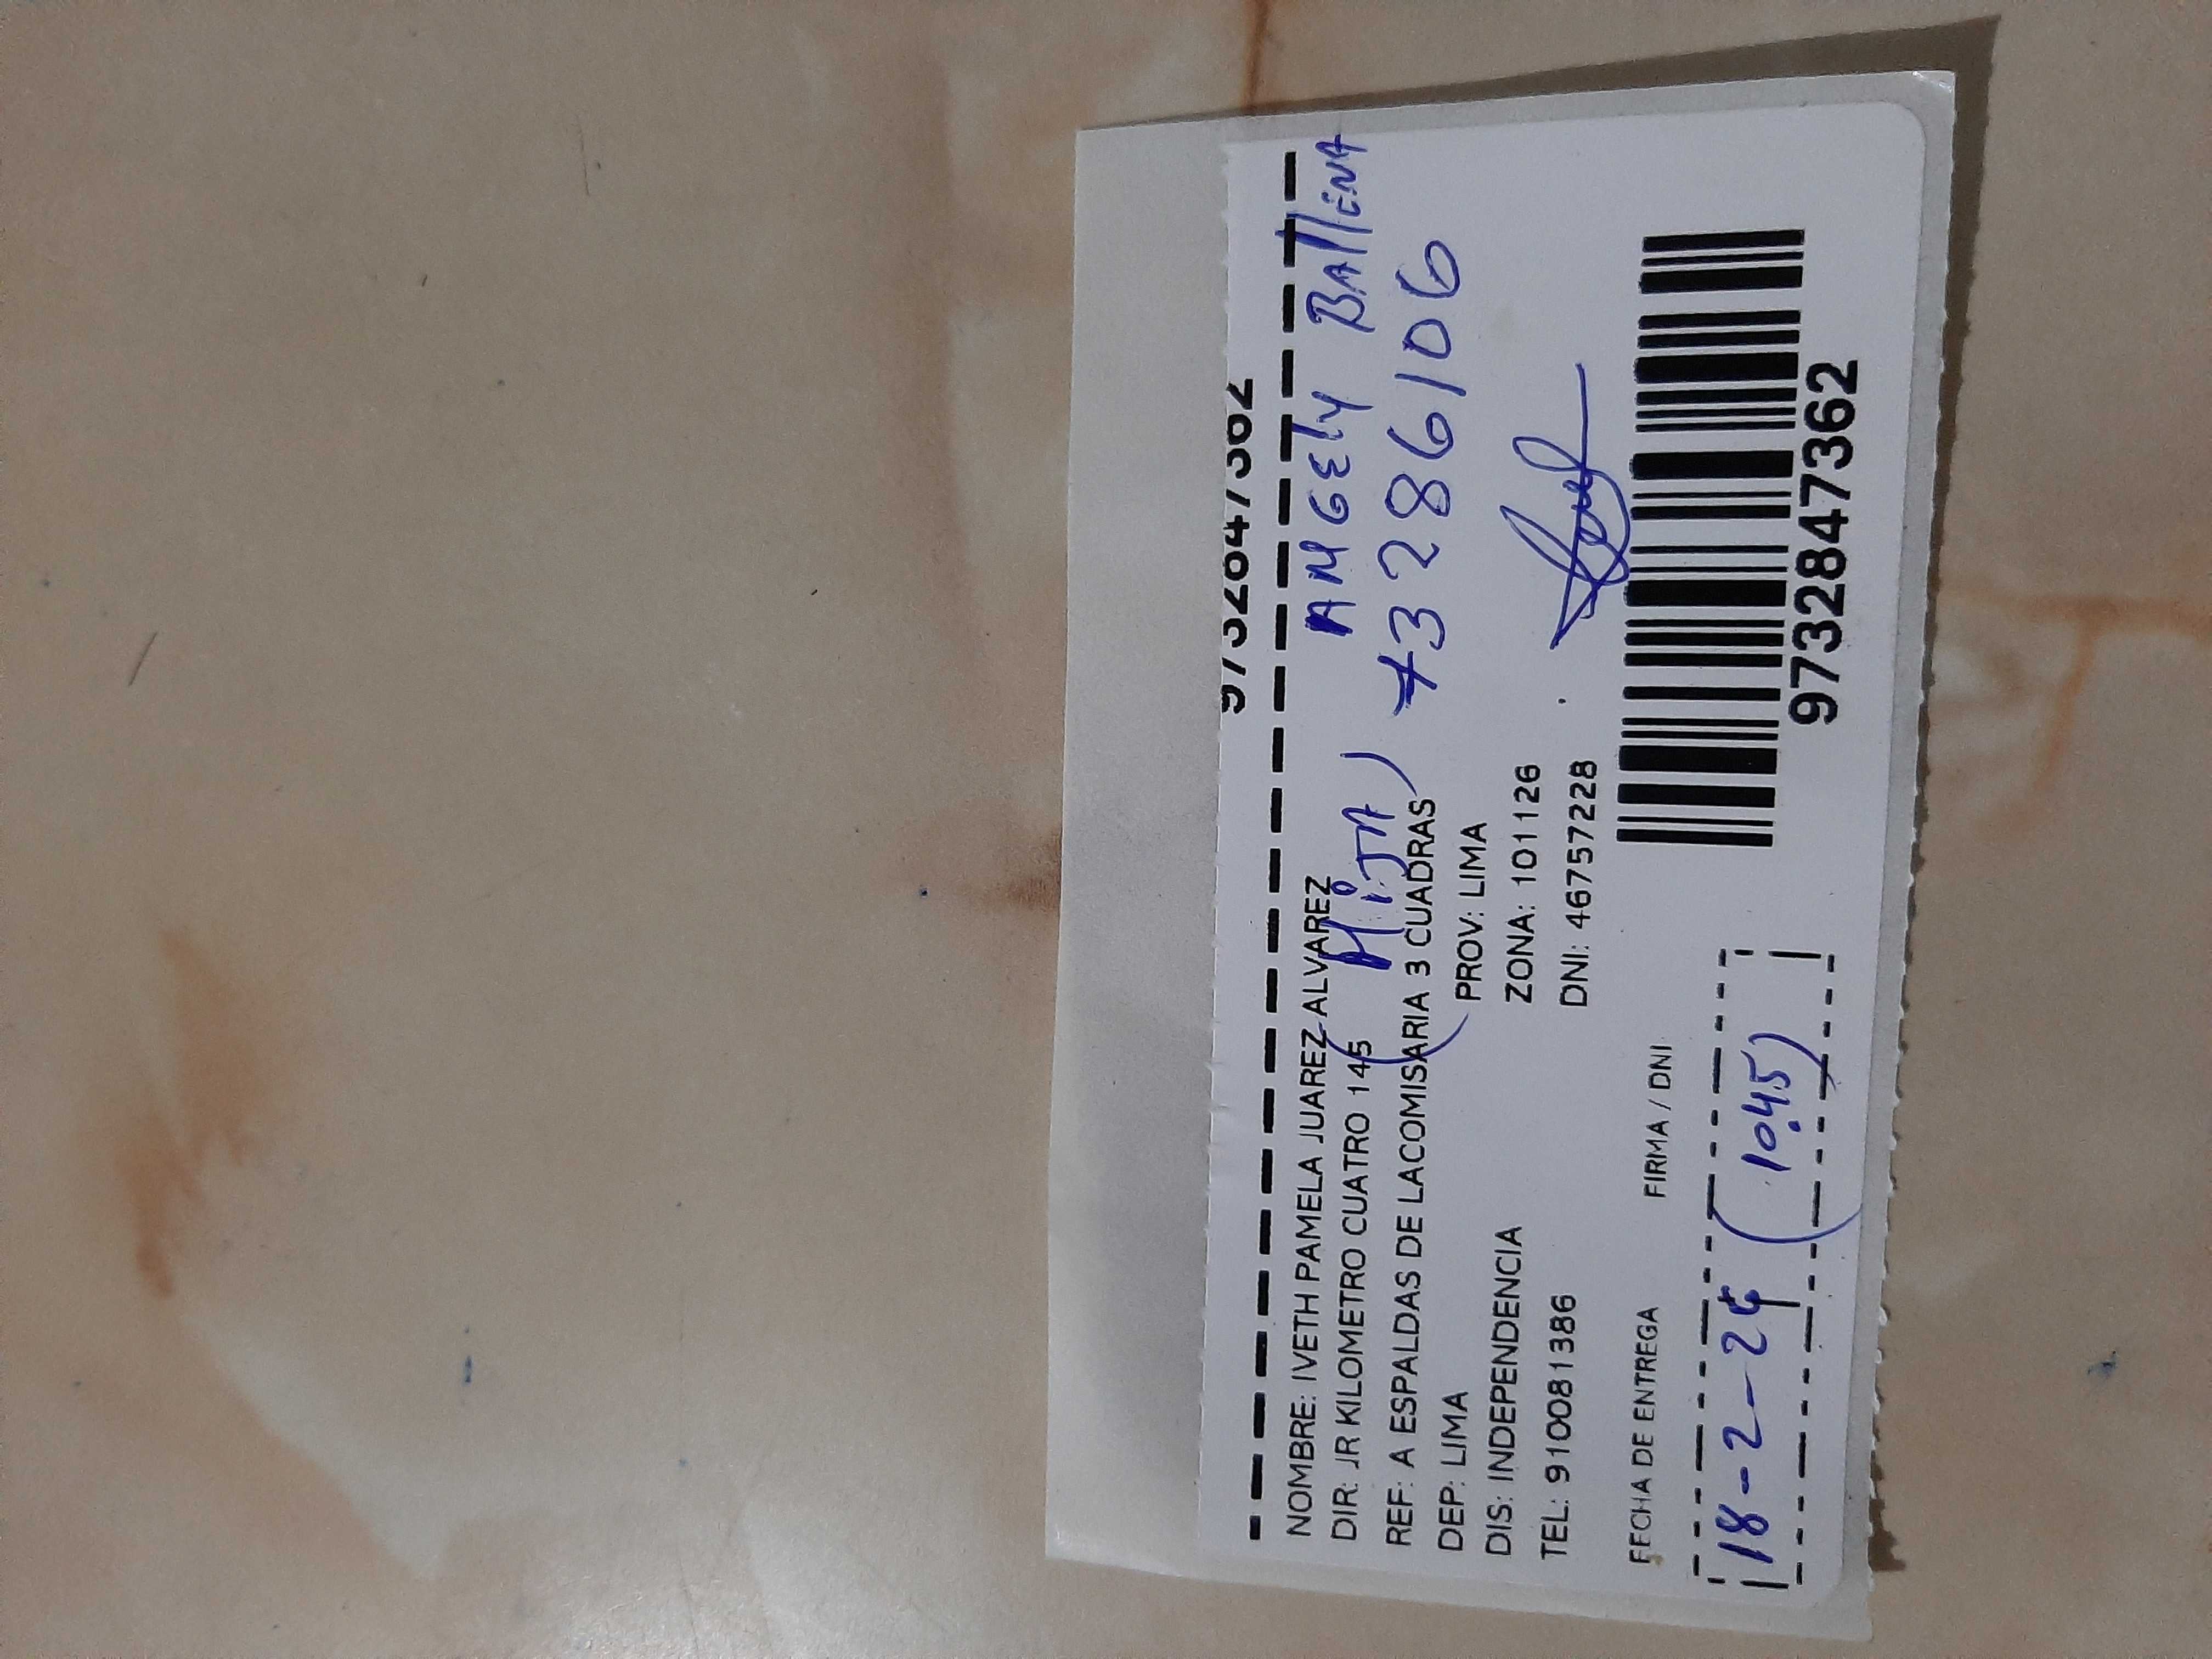 9732847362
NOMBRE: IVETH PAMELA JUAREZ ALVAREZ
DIR: JR KILOMETRO CUATRO 145
REF: A ESPALDAS DE LACOMISARIA 3 CUADRAS
DEP: LIMA PROV: LIMA
DIS: INDEPENDENCIA ZONA: 101126
TEL: 910081386 DNI: 46757228
ANGELY BALLENA
(HiJA) 73286106
FECHA DE ENTREGA FIRMA / DNI
18-2-24 (10.45)
9732847362